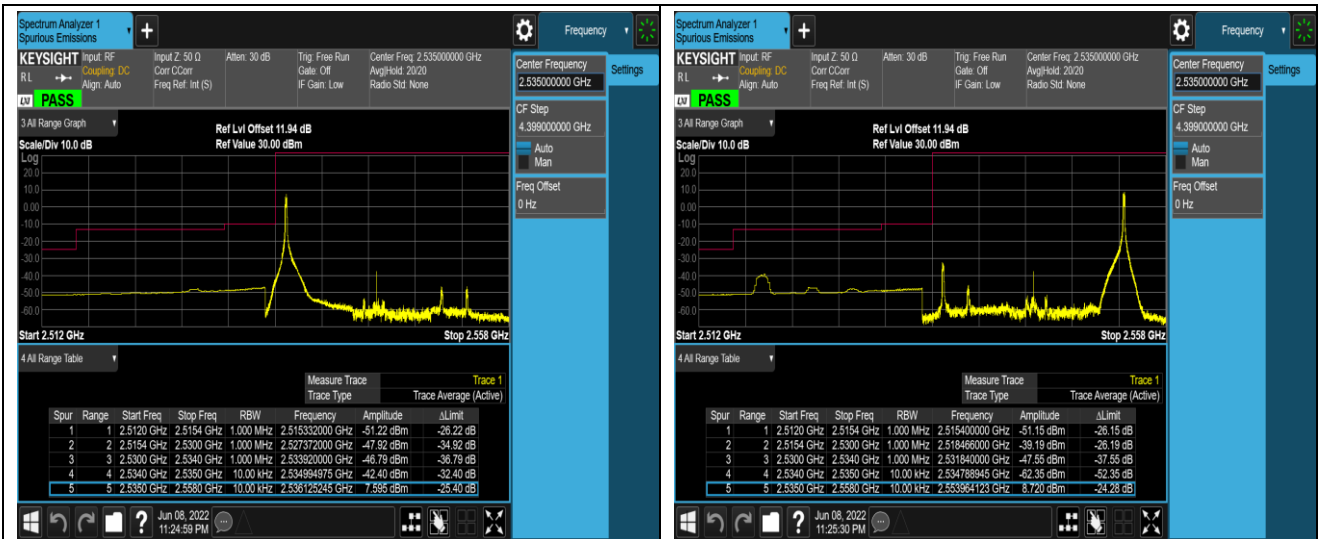 Spectrum Analyzer 1
Spurious Emissions
+
Frequency
KEYSIGHT
Input: RF
Coupling: DC
Align: Auto
Input Z: 50 Ω
Corr CCorr
Freq Ref: Int (S)
Atten: 30 dB
Trig: Free Run
Gate: Off
IF Gain: Low
Center Freq: 2.535000000 GHz
Avg|Hold: 20/20
Radio Std: None
RL
LXI
PASS
Center Frequency
2.535000000 GHz
Settings
CF Step
4.399000000 GHz
Auto
Man
Freq Offset
0 Hz
3 All Range Graph
Ref Lvl Offset 11.94 dB
Scale/Div 10.0 dB
Ref Value 30.00 dBm
Log
20.0
10.0
0.00
-10.0
-20.0
-30.0
-40.0
-50.0
-60.0
Start 2.512 GHz
Stop 2.558 GHz
4 All Range Table
Measure Trace Trace 1
Trace Type Trace Average (Active)
Spur Range Start Freq Stop Freq RBW Frequency Amplitude ΔLimit
1 1 2.5120 GHz 2.5154 GHz 1.000 MHz 2.515332000 GHz -51.22 dBm -26.22 dB
2 2 2.5154 GHz 2.5300 GHz 1.000 MHz 2.527372000 GHz -47.92 dBm -34.92 dB
3 3 2.5300 GHz 2.5340 GHz 1.000 MHz 2.533920000 GHz -46.79 dBm -36.79 dB
4 4 2.5340 GHz 2.5350 GHz 10.00 kHz 2.534994975 GHz -42.40 dBm -32.40 dB
5 5 2.5350 GHz 2.5580 GHz 10.00 kHz 2.536125245 GHz 7.595 dBm -25.40 dB
?
Jun 08, 2022
11:24:59 PM
Spectrum Analyzer 1
Spurious Emissions
+
Frequency
KEYSIGHT
Input: RF
Coupling: DC
Align: Auto
Input Z: 50 Ω
Corr CCorr
Freq Ref: Int (S)
Atten: 30 dB
Trig: Free Run
Gate: Off
IF Gain: Low
Center Freq: 2.535000000 GHz
Avg|Hold: 20/20
Radio Std: None
RL
LXI
PASS
Center Frequency
2.535000000 GHz
Settings
CF Step
4.399000000 GHz
Auto
Man
Freq Offset
0 Hz
3 All Range Graph
Ref Lvl Offset 11.94 dB
Scale/Div 10.0 dB
Ref Value 30.00 dBm
Log
20.0
10.0
0.00
-10.0
-20.0
-30.0
-40.0
-50.0
-60.0
Start 2.512 GHz
Stop 2.558 GHz
4 All Range Table
Measure Trace Trace 1
Trace Type Trace Average (Active)
Spur Range Start Freq Stop Freq RBW Frequency Amplitude ΔLimit
1 1 2.5120 GHz 2.5154 GHz 1.000 MHz 2.515400000 GHz -51.15 dBm -26.15 dB
2 2 2.5154 GHz 2.5300 GHz 1.000 MHz 2.518466000 GHz -39.19 dBm -26.19 dB
3 3 2.5300 GHz 2.5340 GHz 1.000 MHz 2.531840000 GHz -47.55 dBm -37.55 dB
4 4 2.5340 GHz 2.5350 GHz 10.00 kHz 2.534788945 GHz -62.35 dBm -52.35 dB
5 5 2.5350 GHz 2.5580 GHz 10.00 kHz 2.553964123 GHz 8.720 dBm -24.28 dB
?
Jun 08, 2022
11:25:30 PM